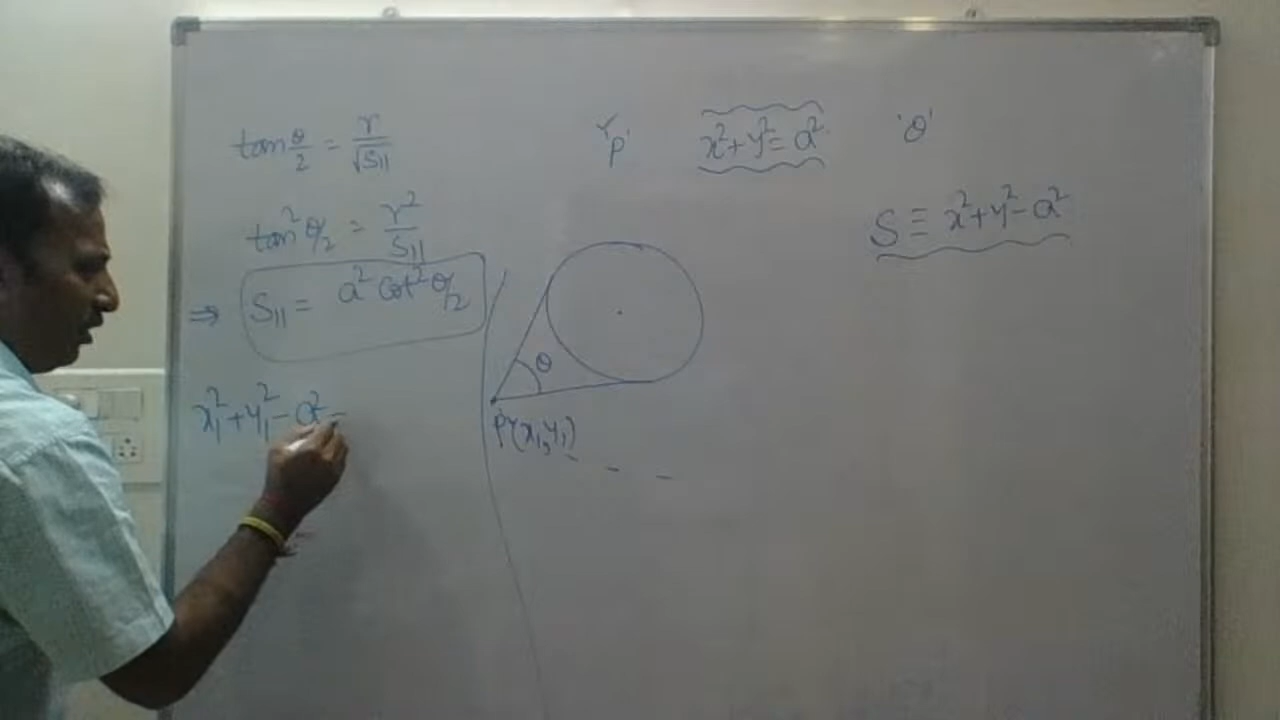 tan θ/2 = r/√S₁₁
tan² θ/2 = r²/S₁₁
⇒ S₁₁ = a² cot² θ/2
x₁² + y₁² - a² =
'p' x² + y² = a² 'θ'
S ≡ x² + y² - a²
θ
P(x₁, y₁)